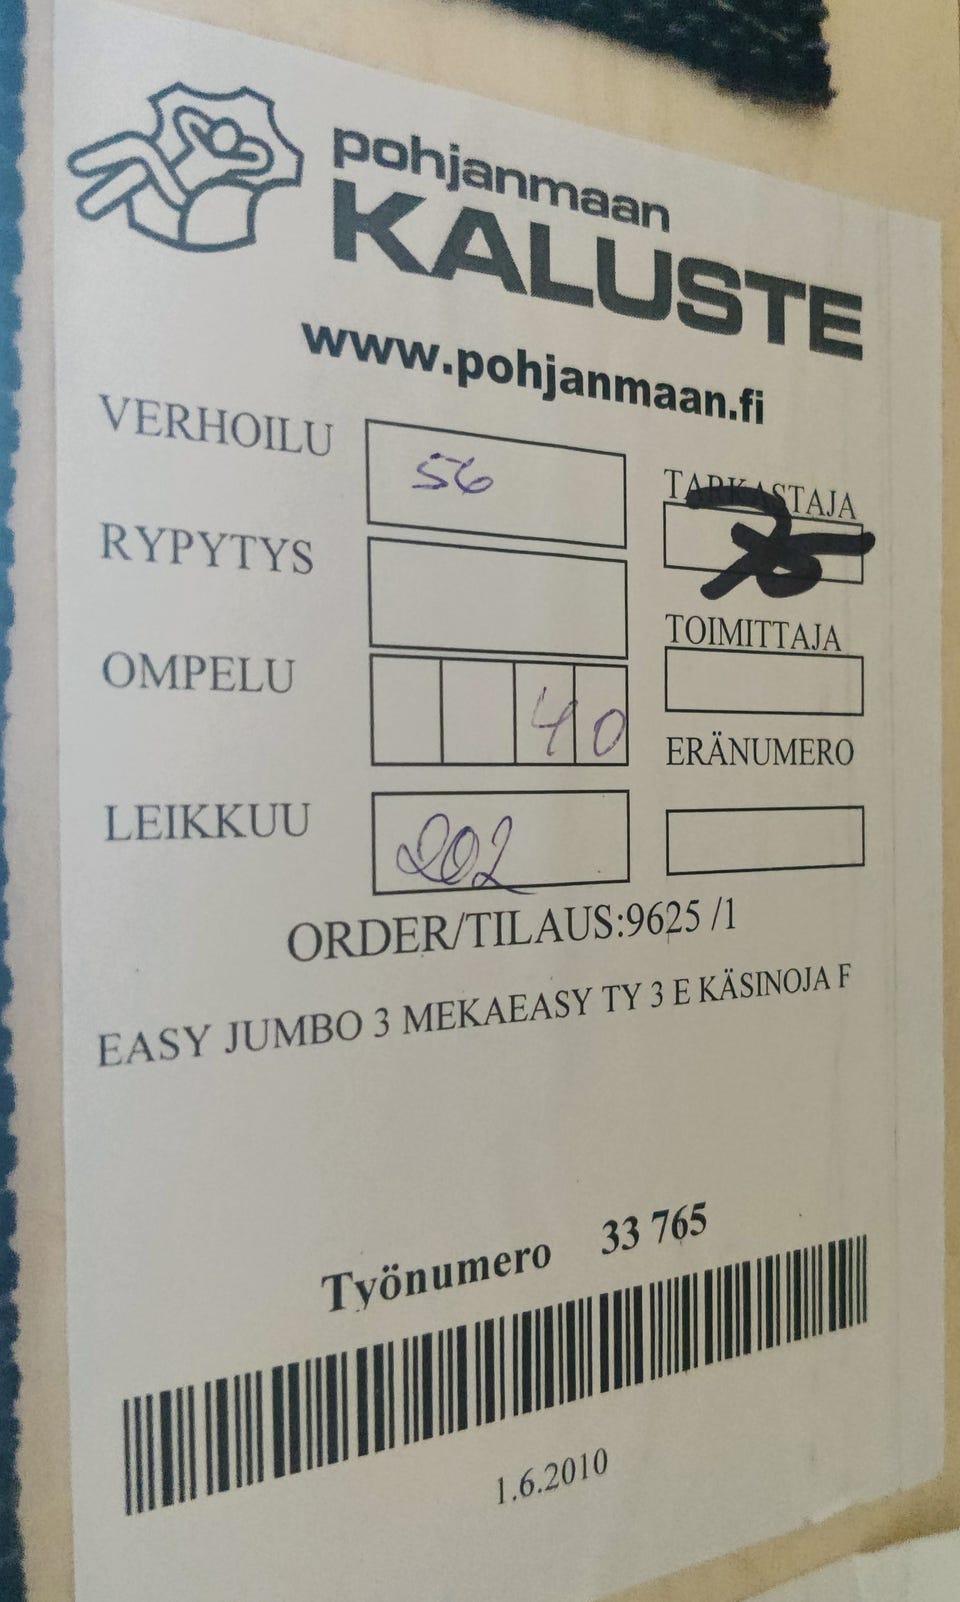 pohjanmaan
KALUSTE
www.pohjanmaan.fi
VERHOILU 56
TARKASTAJA
RYPYTYS
TOIMITTAJA
OMPELU 40
ERÄNUMERO
LEIKKUU 202
ORDER/TILAUS:9625 /1
EASY JUMBO 3 MEKAEASY TY 3 E KÄSINOJA F
Työnumero 33 765
1.6.2010